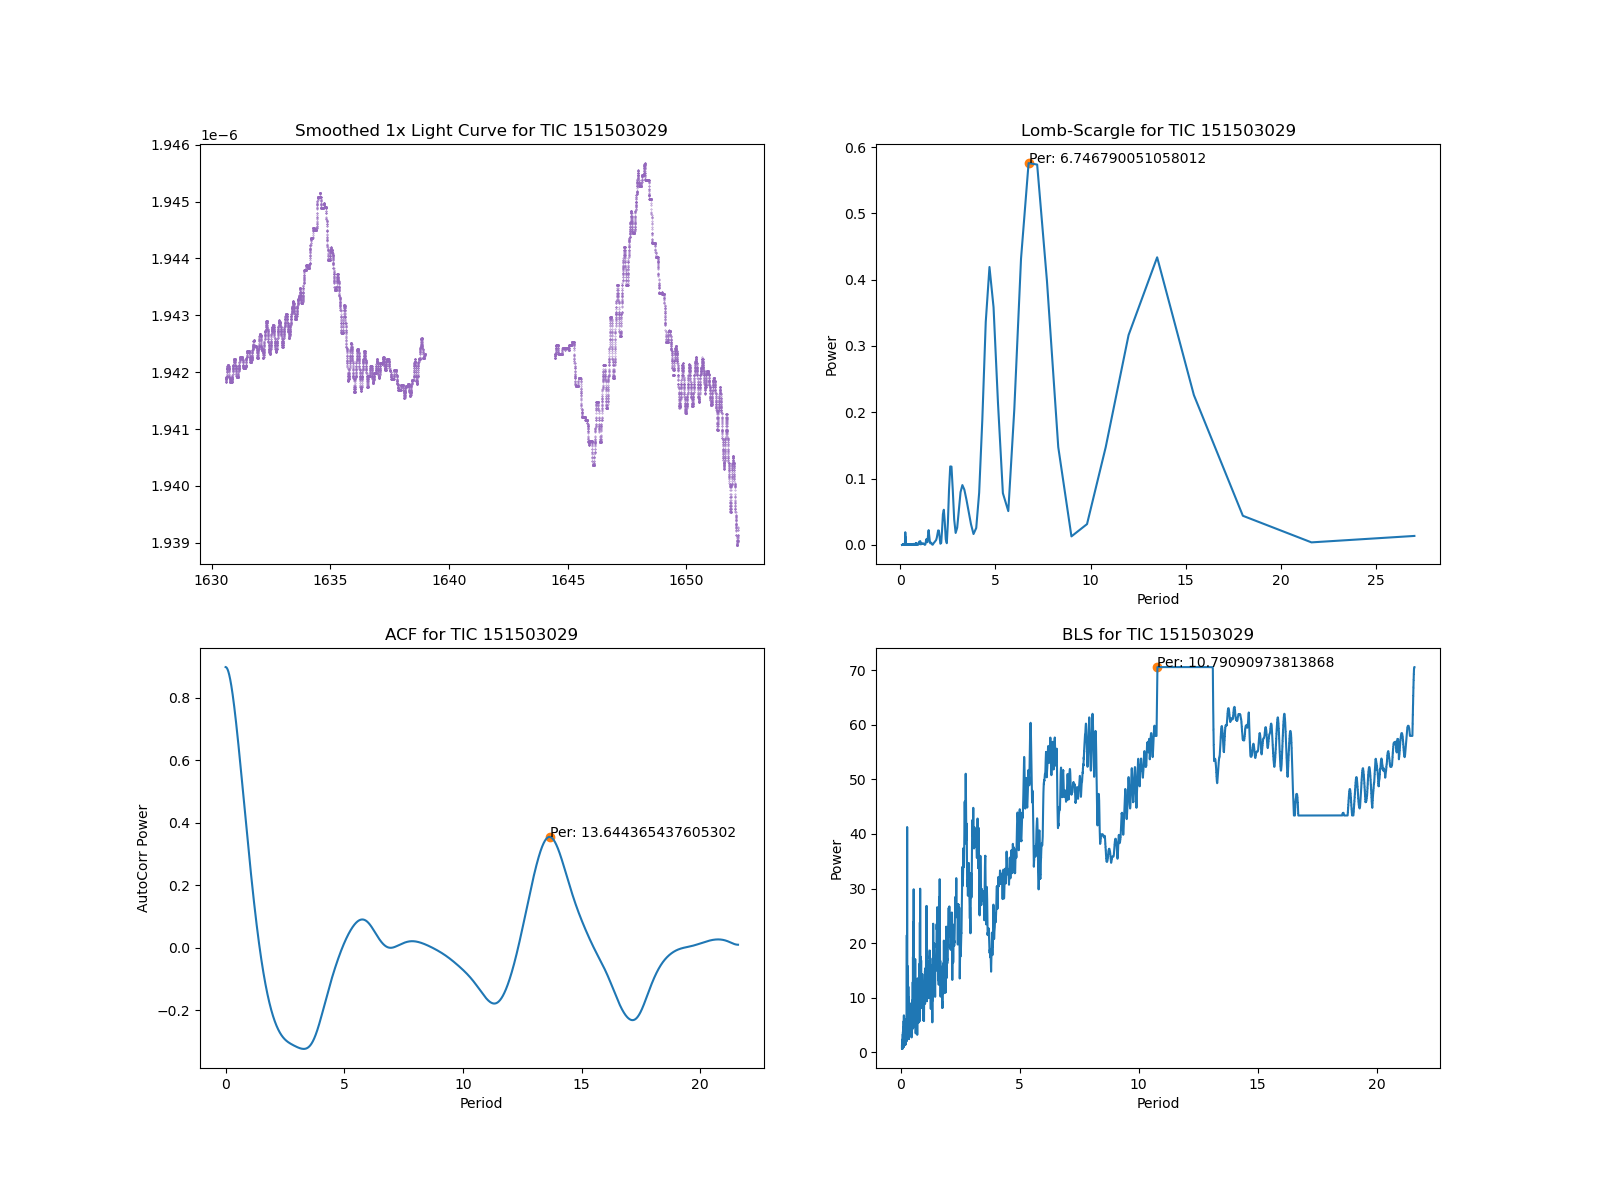 Smoothed 1x Light Curve for TIC 151503029
1e−6
1.946
1.945
1.944
1.943
1.942
1.941
1.940
1.939
1630 1635 1640 1645 1650
Lomb-Scargle for TIC 151503029
Per: 6.746790051058012
0.6
0.5
0.4
0.3
0.2
0.1
0.0
Power
0 5 10 15 20 25
Period
ACF for TIC 151503029
Per: 13.644365437605302
0.8
0.6
0.4
0.2
0.0
−0.2
AutoCorr Power
0 5 10 15 20
Period
BLS for TIC 151503029
Per: 10.79090973813868
70
60
50
40
30
20
10
0
Power
0 5 10 15 20
Period